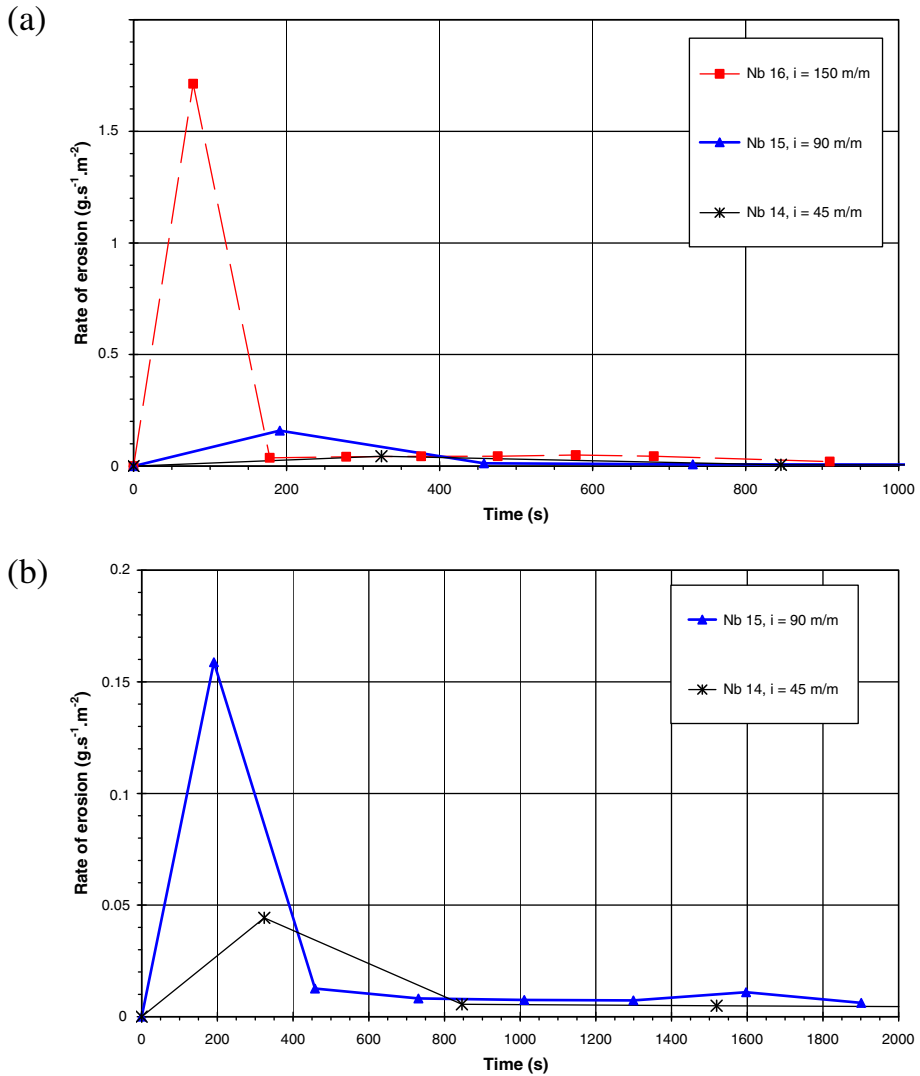 (a)
Rate of erosion (g.s⁻¹.m⁻²)
1.5
1
0.5
0
Nb 16, i = 150 m/m
Nb 15, i = 90 m/m
Nb 14, i = 45 m/m
0 200 400 600 800 1000
Time (s)
(b)
Rate of erosion (g.s⁻¹.m⁻²)
0.2
0.15
0.1
0.05
0
Nb 15, i = 90 m/m
Nb 14, i = 45 m/m
0 200 400 600 800 1000 1200 1400 1600 1800 2000
Time (s)